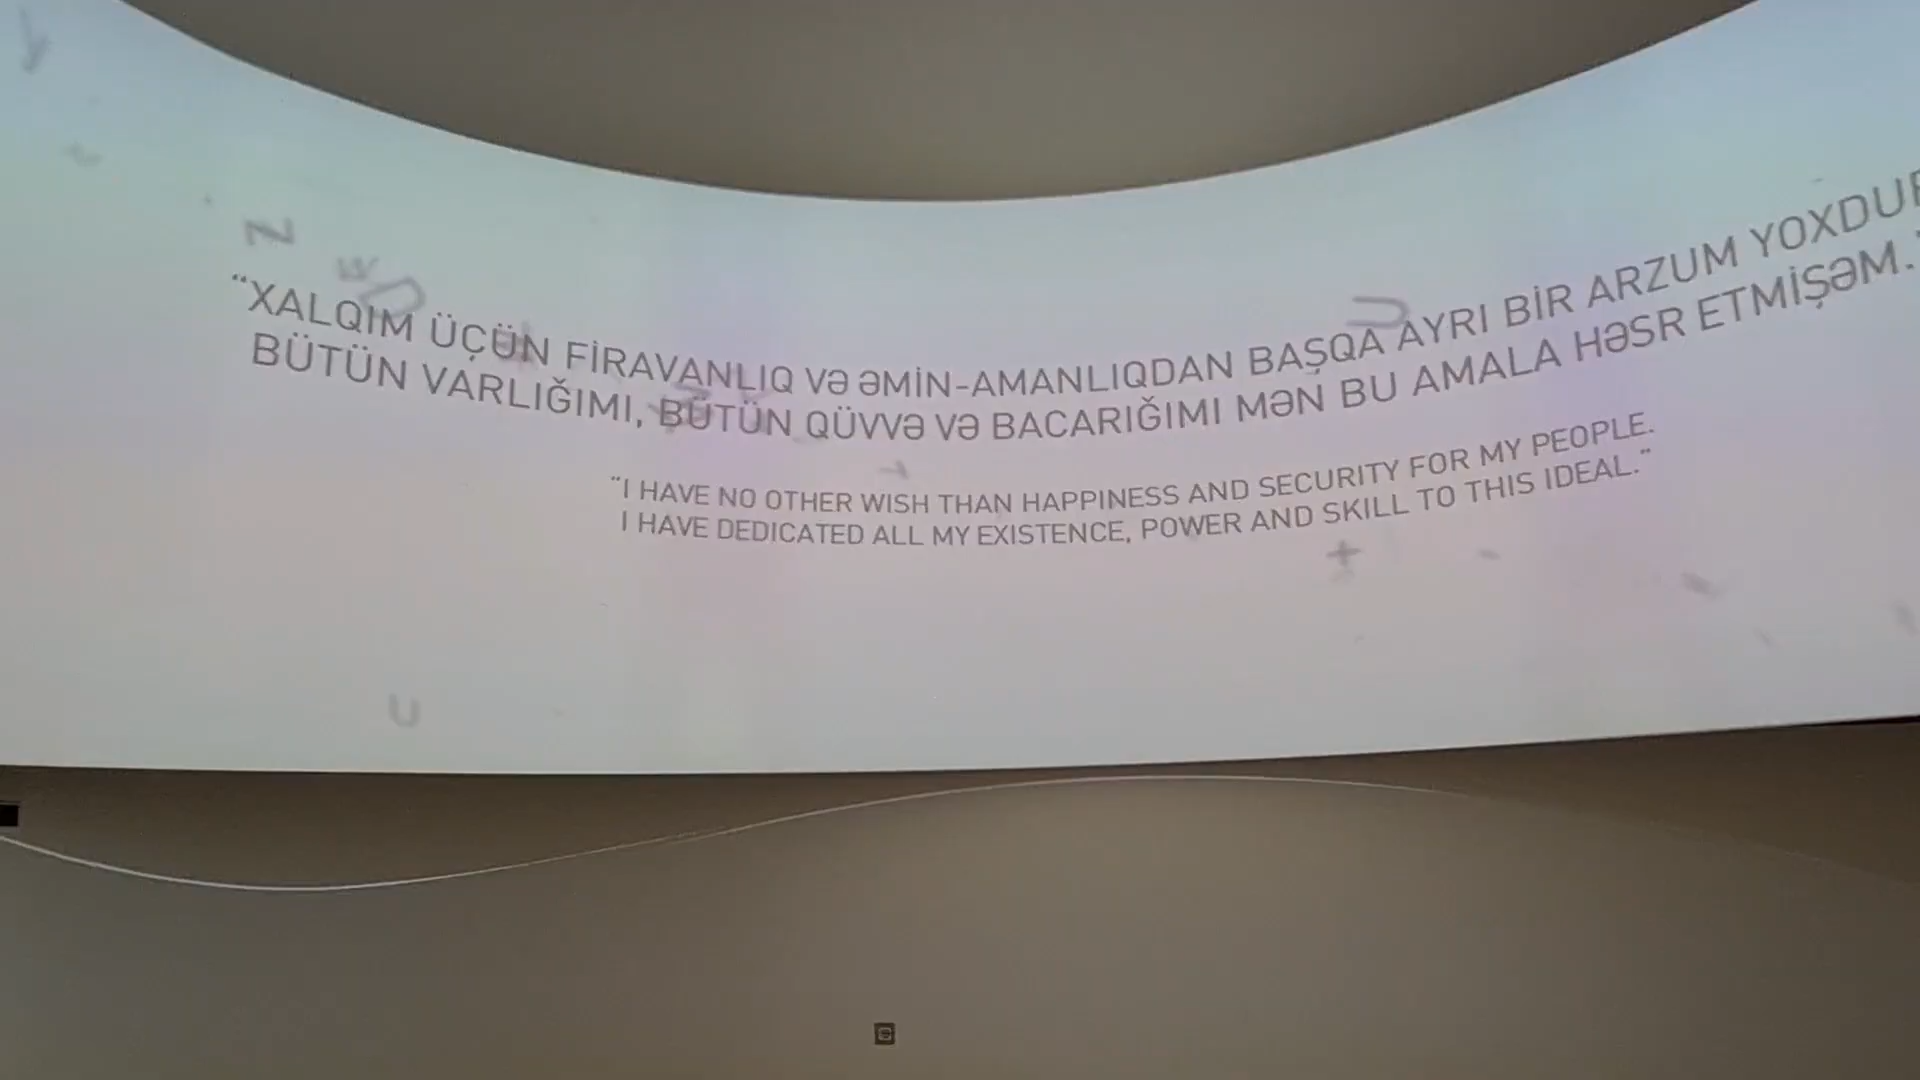 “XALQIM ÜÇÜN FİRAVANLIQ VƏ ƏMİN-AMANLIQDAN BAŞQA AYRI BİR ARZUM
BÜTÜN VARLIĞIMI, BÜTÜN QÜVVƏ VƏ BACARIĞIMI MƏN BU AMALA HƏSR ETMİŞƏM.
“I HAVE NO OTHER WISH THAN HAPPINESS AND SECURITY FOR MY PEOPLE.
I HAVE DEDICATED ALL MY EXISTENCE, POWER AND SKILL TO THIS IDEAL.”